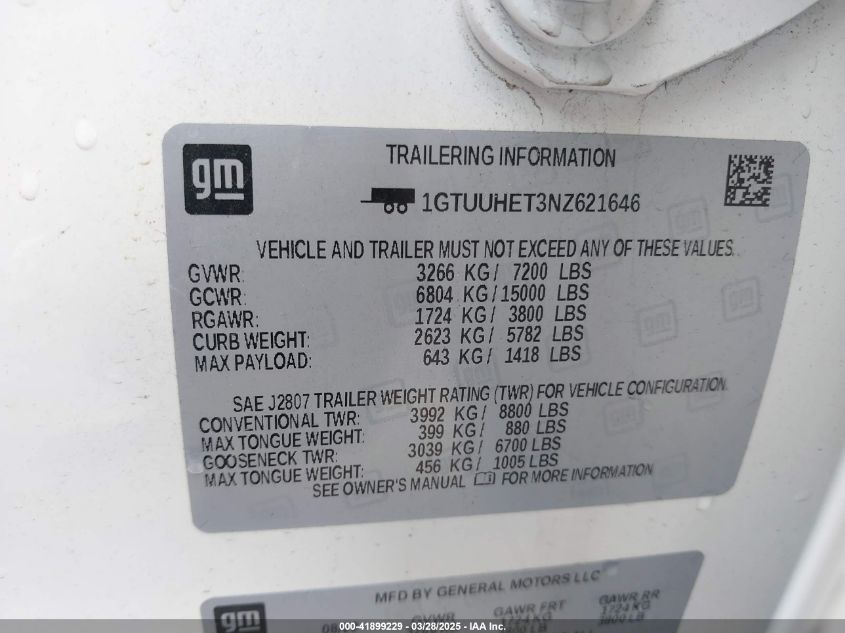 gm
TRAILERING INFORMATION
1GTUUHET3NZ621646
VEHICLE AND TRAILER MUST NOT EXCEED ANY OF THESE VALUES.
GVWR: 3266 KG / 7200 LBS
GCWR: 6804 KG / 15000 LBS
RGAWR: 1724 KG / 3800 LBS
CURB WEIGHT: 2623 KG / 5782 LBS
MAX PAYLOAD: 643 KG / 1418 LBS
SAE J2807 TRAILER WEIGHT RATING (TWR) FOR VEHICLE CONFIGURATION.
CONVENTIONAL TWR: 3992 KG / 8800 LBS
MAX TONGUE WEIGHT: 399 KG / 880 LBS
GOOSENECK TWR: 3039 KG / 6700 LBS
MAX TONGUE WEIGHT: 456 KG / 1005 LBS
SEE OWNER'S MANUAL FOR MORE INFORMATION
gm
MFD BY GENERAL MOTORS LLC
GVWR GAWR FRT GAWR RR
1724 KG 1724 KG
3800 LB
000-41899229 - 03/28/2025 - IAA Inc.